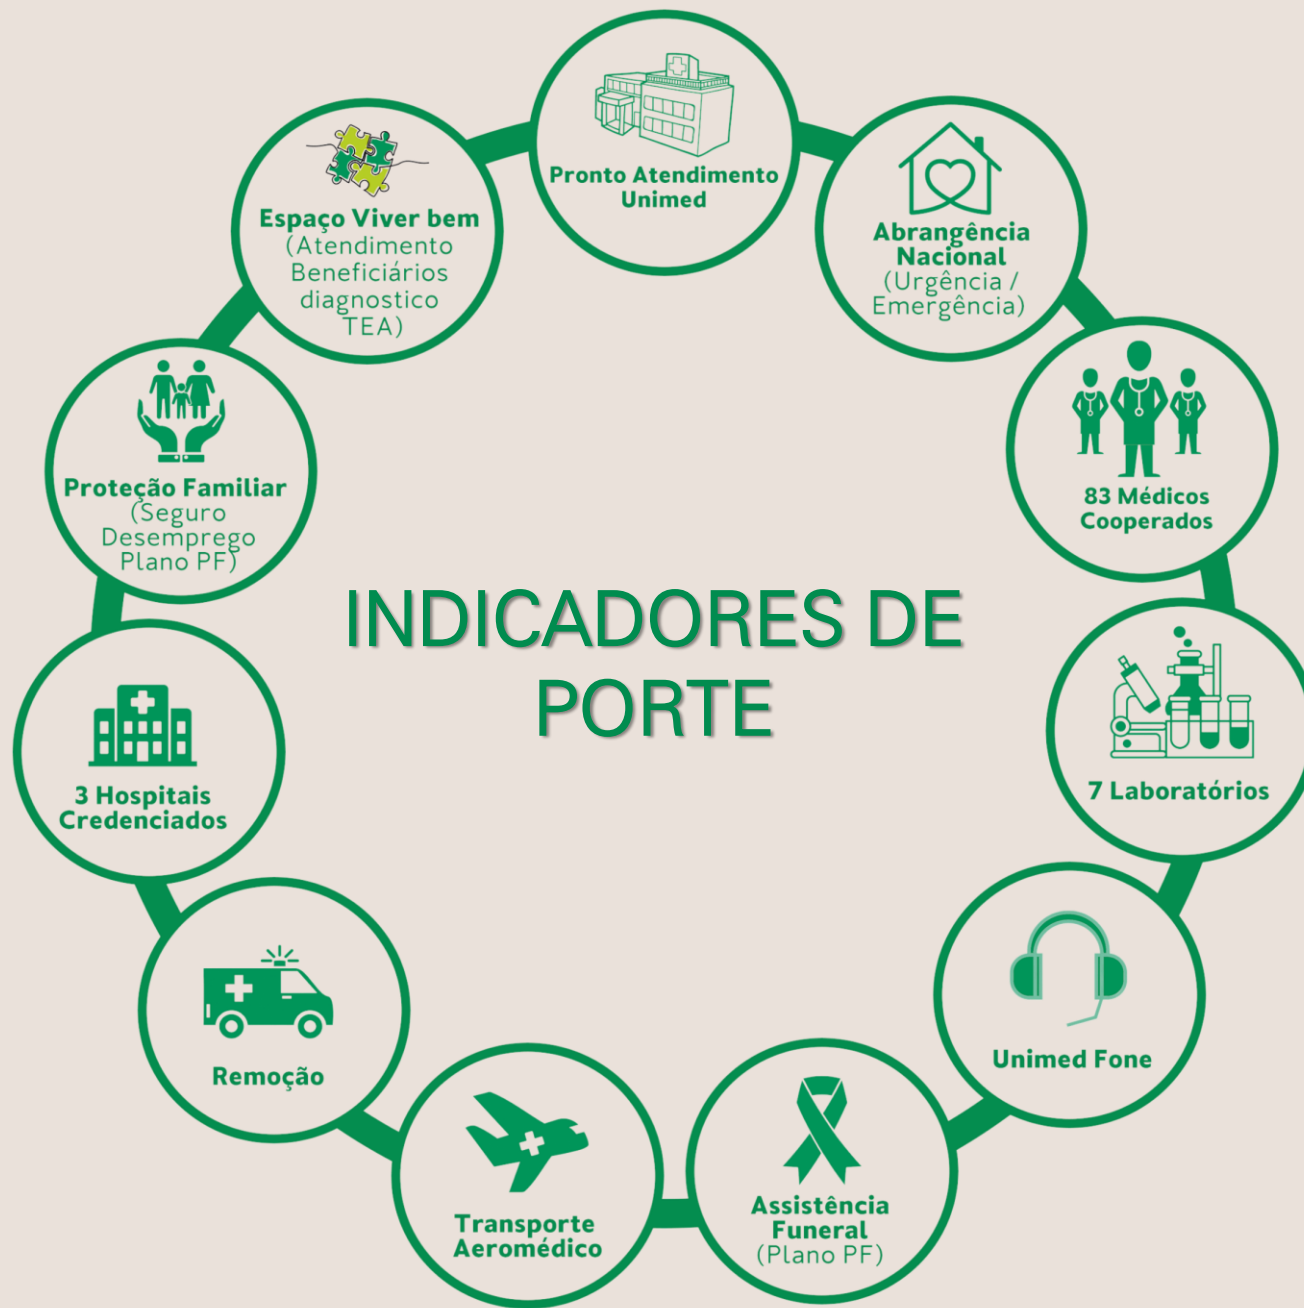 Pronto Atendimento
Unimed
Abrangência
Nacional
(Urgência /
Emergência)
83 Médicos
Cooperados
7 Laboratórios
Unimed Fone
Assistência
Funeral
(Plano PF)
Transporte
Aeromédico
Remoção
3 Hospitais
Credenciados
Proteção Familiar
(Seguro
Desemprego
Plano PF)
Espaço Viver bem
(Atendimento
Beneficiários
diagnostico
TEA)
INDICADORES DE
PORTE